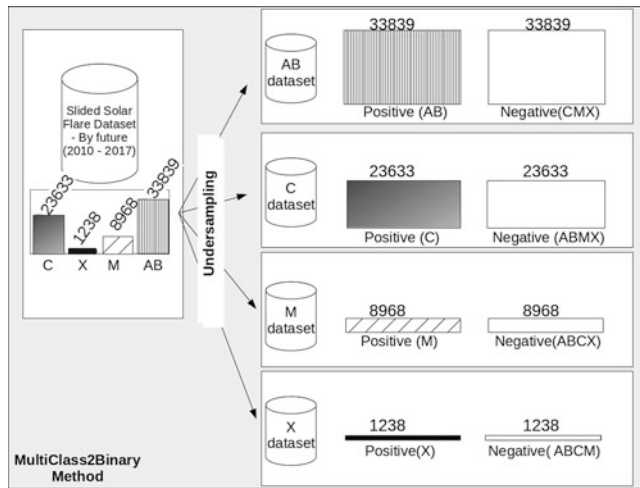 Slided Solar
Flare Dataset
- By future
(2010 - 2017)
23633
1238
8968
33839
C X M AB
Undersampling
AB
dataset
33839
Positive (AB)
33839
Negative(CMX)
C
dataset
23633
Positive (C)
23633
Negative (ABMX)
M
dataset
8968
Positive (M)
8968
Negative(ABCX)
X
dataset
1238
Positive(X)
1238
Negative( ABCM)
MultiClass2Binary
Method